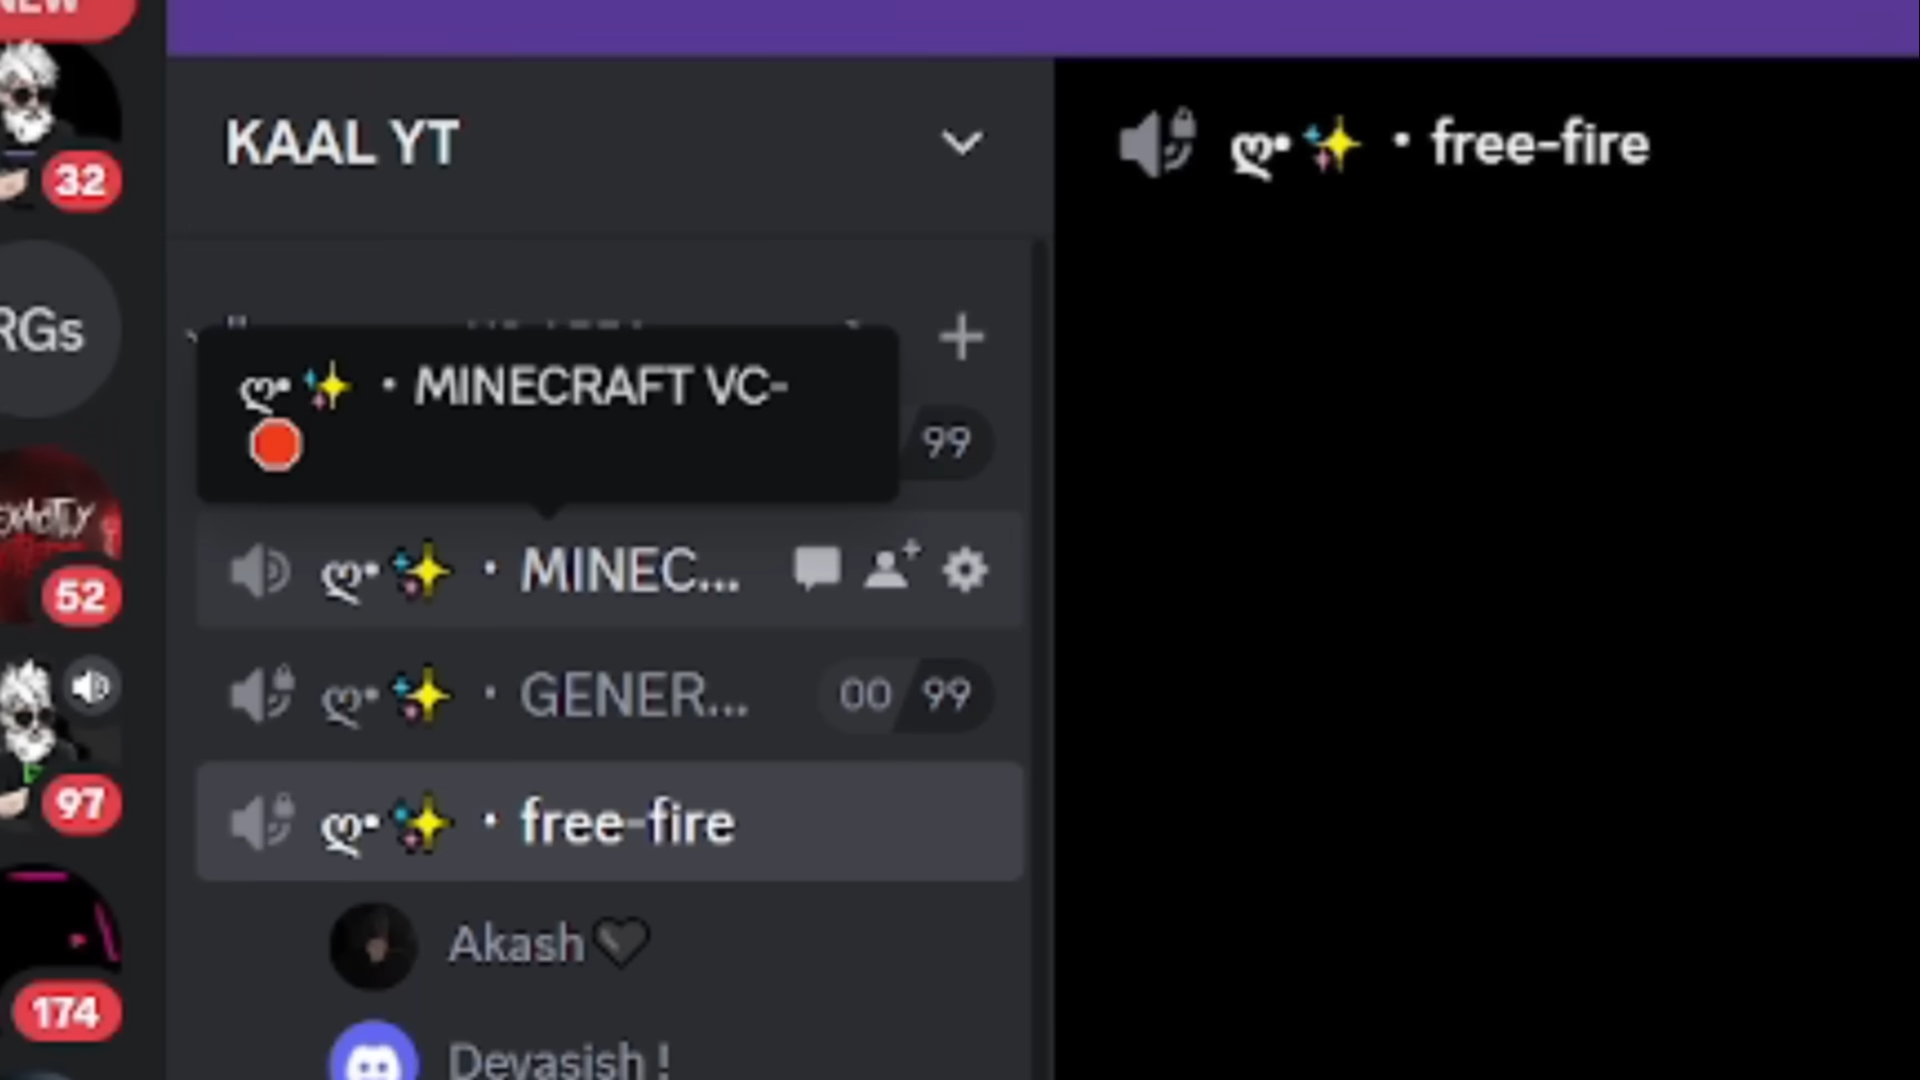 NEW
32
RGs
52
97
174
KAAL YT
ღ•✨ • MINECRAFT VC-
🛑
99
ღ•✨ • MINEC...
ღ•✨ • GENER... 00 99
ღ•✨ • free-fire
Akash🖤
Devasish !
ღ•✨ • free-fire